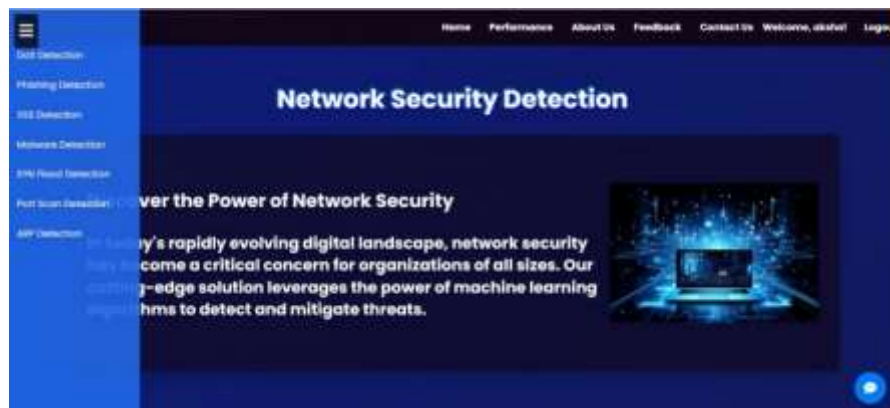 Home Performance About Us Feedback Contact Us Welcome, akshal Logo
DoS Detection
Phishing Detection
Network Security Detection
XSS Detection
Malware Detection
SYN Flood Detection
Port Scan Detection
ver the Power of Network Security
ARP Detection
y's rapidly evolving digital landscape, network security
come a critical concern for organizations of all sizes. Our
-edge solution leverages the power of machine learning
hms to detect and mitigate threats.